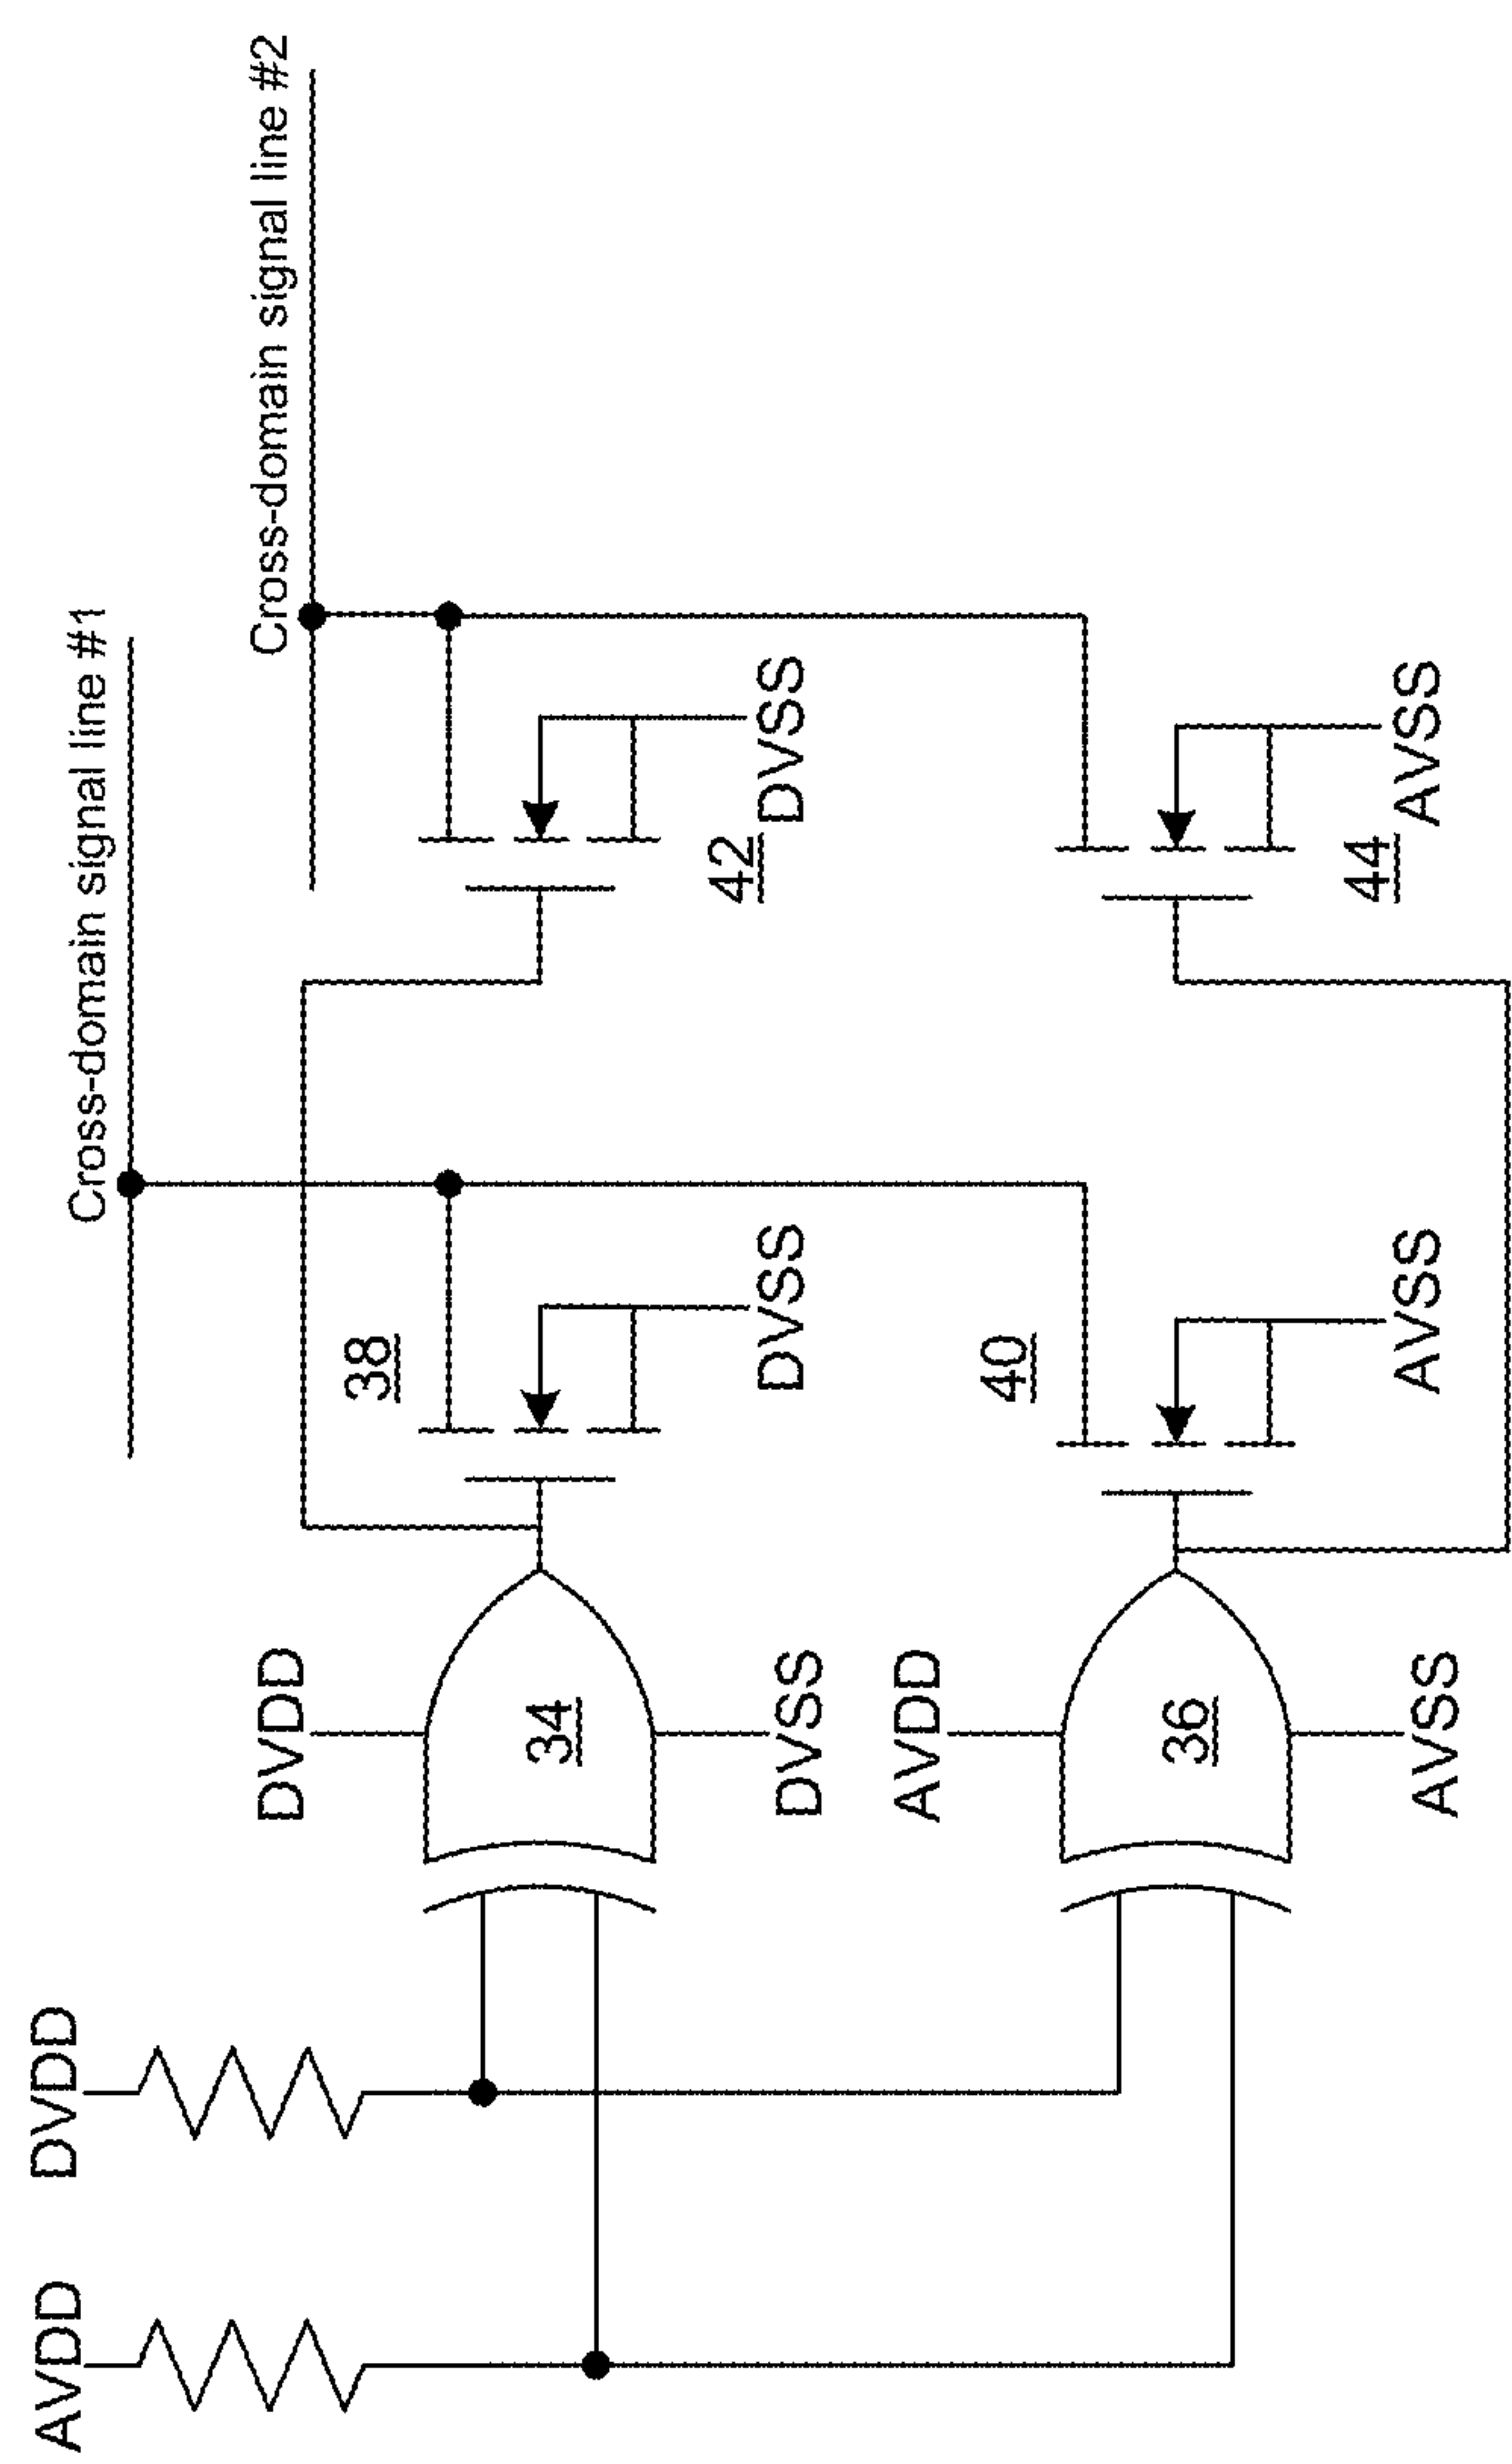 Cross-domain signal line #1
Cross-domain signal line #2
AVDD
DVDD
DVDD
34
DVSS
38
DVSS
42
DVSS
AVDD
36
AVSS
40
AVSS
44
AVSS